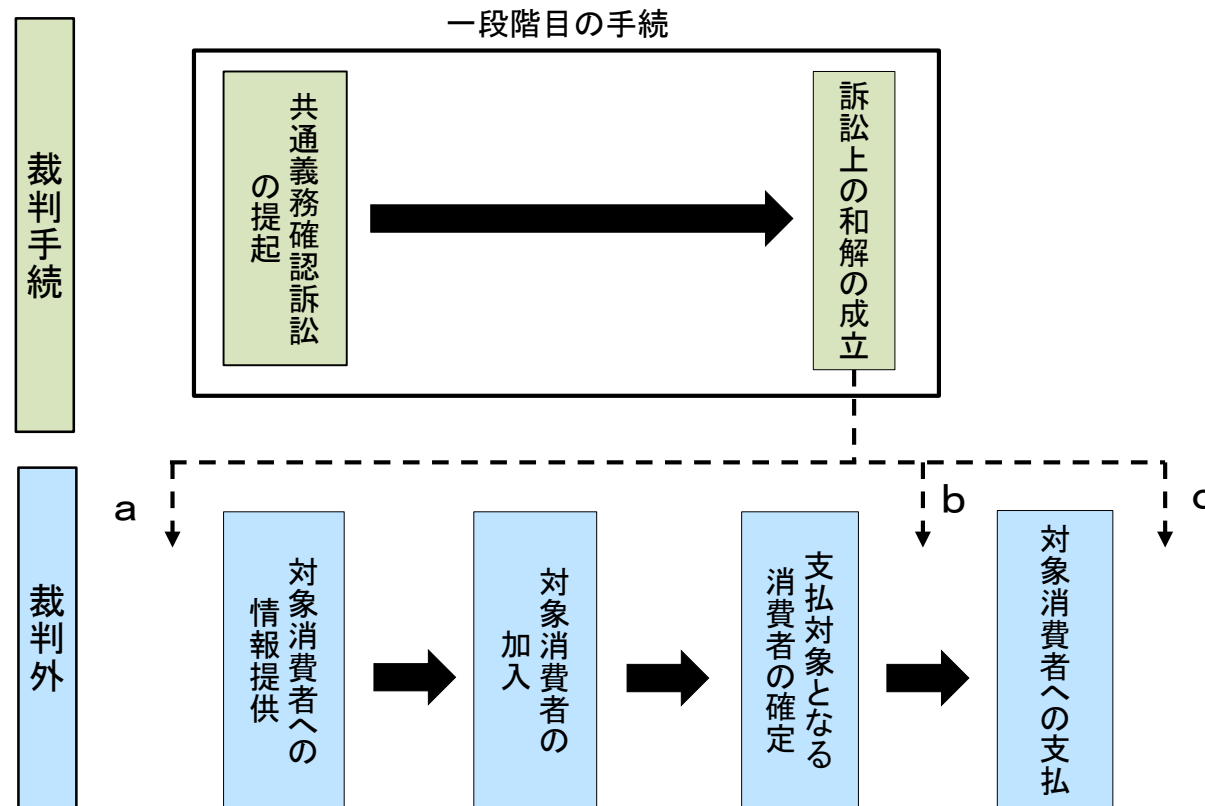 一段階目の手続
裁判手続
共通義務確認訴訟
の提起
訴訟上の和解の成立
a
b
裁判外
対象消費者への
情報提供
対象消費者の
加入
支払対象となる
消費者の確定
対象消費者への支払